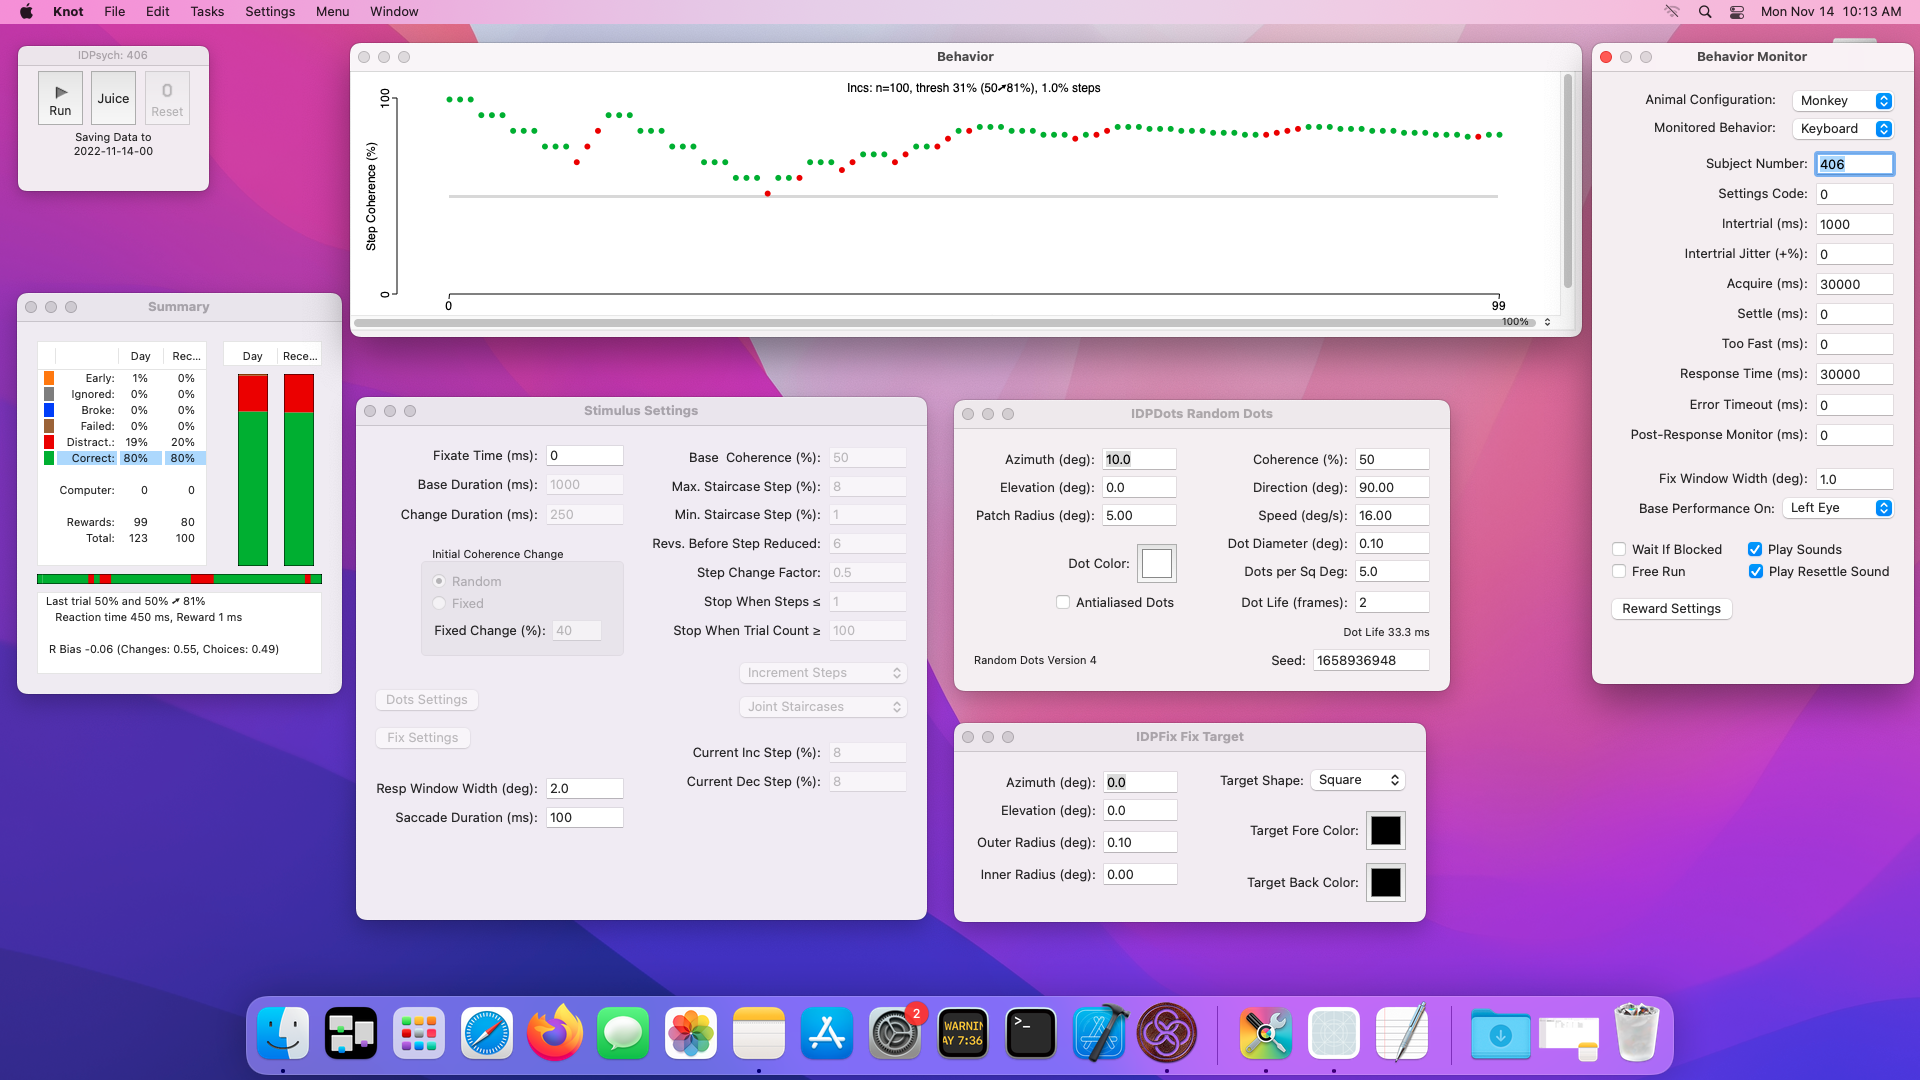 Knot File Edit Tasks Settings Menu Window
Mon Nov 14 10:13 AM
IDPsych: 406
Run
Juice
0
Reset
Saving Data to
2022-11-14-00
Behavior
Incs: n=100, thresh 31% (50➚81%), 1.0% steps
Step Coherence (%)
100
0
0
99
100%
Behavior Monitor
Animal Configuration: Monkey
Monitored Behavior: Keyboard
Subject Number: 406
Settings Code: 0
Intertrial (ms): 1000
Intertrial Jitter (+%): 0
Acquire (ms): 30000
Settle (ms): 0
Too Fast (ms): 0
Response Time (ms): 30000
Error Timeout (ms): 0
Post-Response Monitor (ms): 0
Fix Window Width (deg): 1.0
Base Performance On: Left Eye
Wait If Blocked
Play Sounds
Free Run
Play Resettle Sound
Reward Settings
Summary
Day Rec...
Day Rece...
Early: 1% 0%
Ignored: 0% 0%
Broke: 0% 0%
Failed: 0% 0%
Distract.: 19% 20%
Correct: 80% 80%
Computer: 0 0
Rewards: 99 80
Total: 123 100
Last trial 50% and 50% ➚ 81%
Reaction time 450 ms, Reward 1 ms
R Bias -0.06 (Changes: 0.55, Choices: 0.49)
Stimulus Settings
Fixate Time (ms): 0
Base Duration (ms): 1000
Change Duration (ms): 250
Initial Coherence Change
Random
Fixed
Fixed Change (%): 40
Dots Settings
Fix Settings
Resp Window Width (deg): 2.0
Saccade Duration (ms): 100
Base Coherence (%): 50
Max. Staircase Step (%): 8
Min. Staircase Step (%): 1
Revs. Before Step Reduced: 6
Step Change Factor: 0.5
Stop When Steps ≤ 1
Stop When Trial Count ≥ 100
Increment Steps
Joint Staircases
Current Inc Step (%): 8
Current Dec Step (%): 8
IDPDots Random Dots
Azimuth (deg): 10.0
Elevation (deg): 0.0
Patch Radius (deg): 5.00
Dot Color:
Antialiased Dots
Random Dots Version 4
Coherence (%): 50
Direction (deg): 90.00
Speed (deg/s): 16.00
Dot Diameter (deg): 0.10
Dots per Sq Deg: 5.0
Dot Life (frames): 2
Dot Life 33.3 ms
Seed: 1658936948
IDPFix Fix Target
Azimuth (deg): 0.0
Elevation (deg): 0.0
Outer Radius (deg): 0.10
Inner Radius (deg): 0.00
Target Shape: Square
Target Fore Color:
Target Back Color:
2
WARNIN
AY 7:36
>_